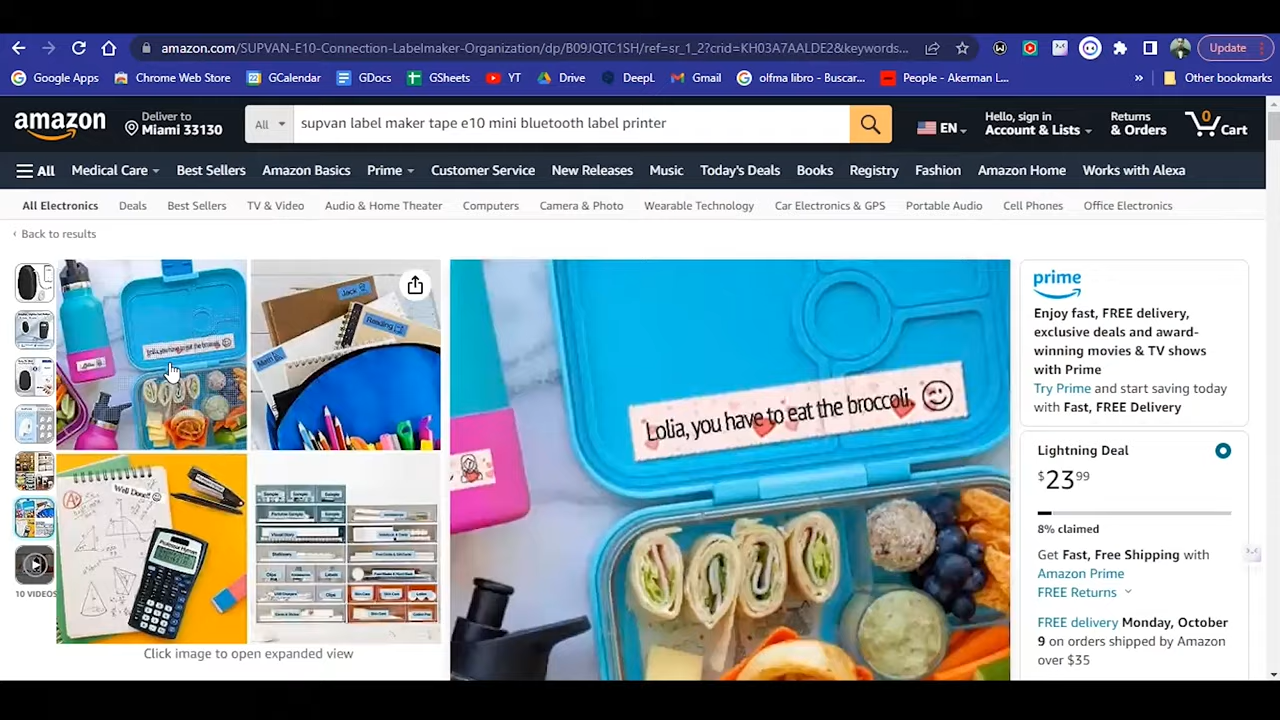 amazon.com/SUPVAN-E10-Connection-Labelmaker-Organization/dp/B09JQTC1SH/ref=sr_1_2?crid=KH03A7AALDE2&keywords...
Update
Google Apps
Chrome Web Store
GCalendar
GDocs
GSheets
YT
Drive
DeepL
Gmail
olfma libro - Buscar...
People - Akerman L...
»
Other bookmarks
amazon
Deliver to
Miami 33130
All
supvan label maker tape e10 mini bluetooth label printer
EN
Hello, sign in
Account & Lists
Returns
& Orders
0
Cart
All
Medical Care
Best Sellers
Amazon Basics
Prime
Customer Service
New Releases
Music
Today's Deals
Books
Registry
Fashion
Amazon Home
Works with Alexa
All Electronics
Deals
Best Sellers
TV & Video
Audio & Home Theater
Computers
Camera & Photo
Wearable Technology
Car Electronics & GPS
Portable Audio
Cell Phones
Office Electronics
‹ Back to results
Jack
Reading
Math
Well Done!!
A+
10 VIDEOS
Click image to open expanded view
Lolia, you have to eat the broccoli.
prime
Enjoy fast, FREE delivery,
exclusive deals and award-
winning movies & TV shows
with Prime
Try Prime and start saving today
with Fast, FREE Delivery
Lightning Deal
$23 99
8% claimed
Get Fast, Free Shipping with
Amazon Prime
FREE Returns
FREE delivery Monday, October
9 on orders shipped by Amazon
over $35